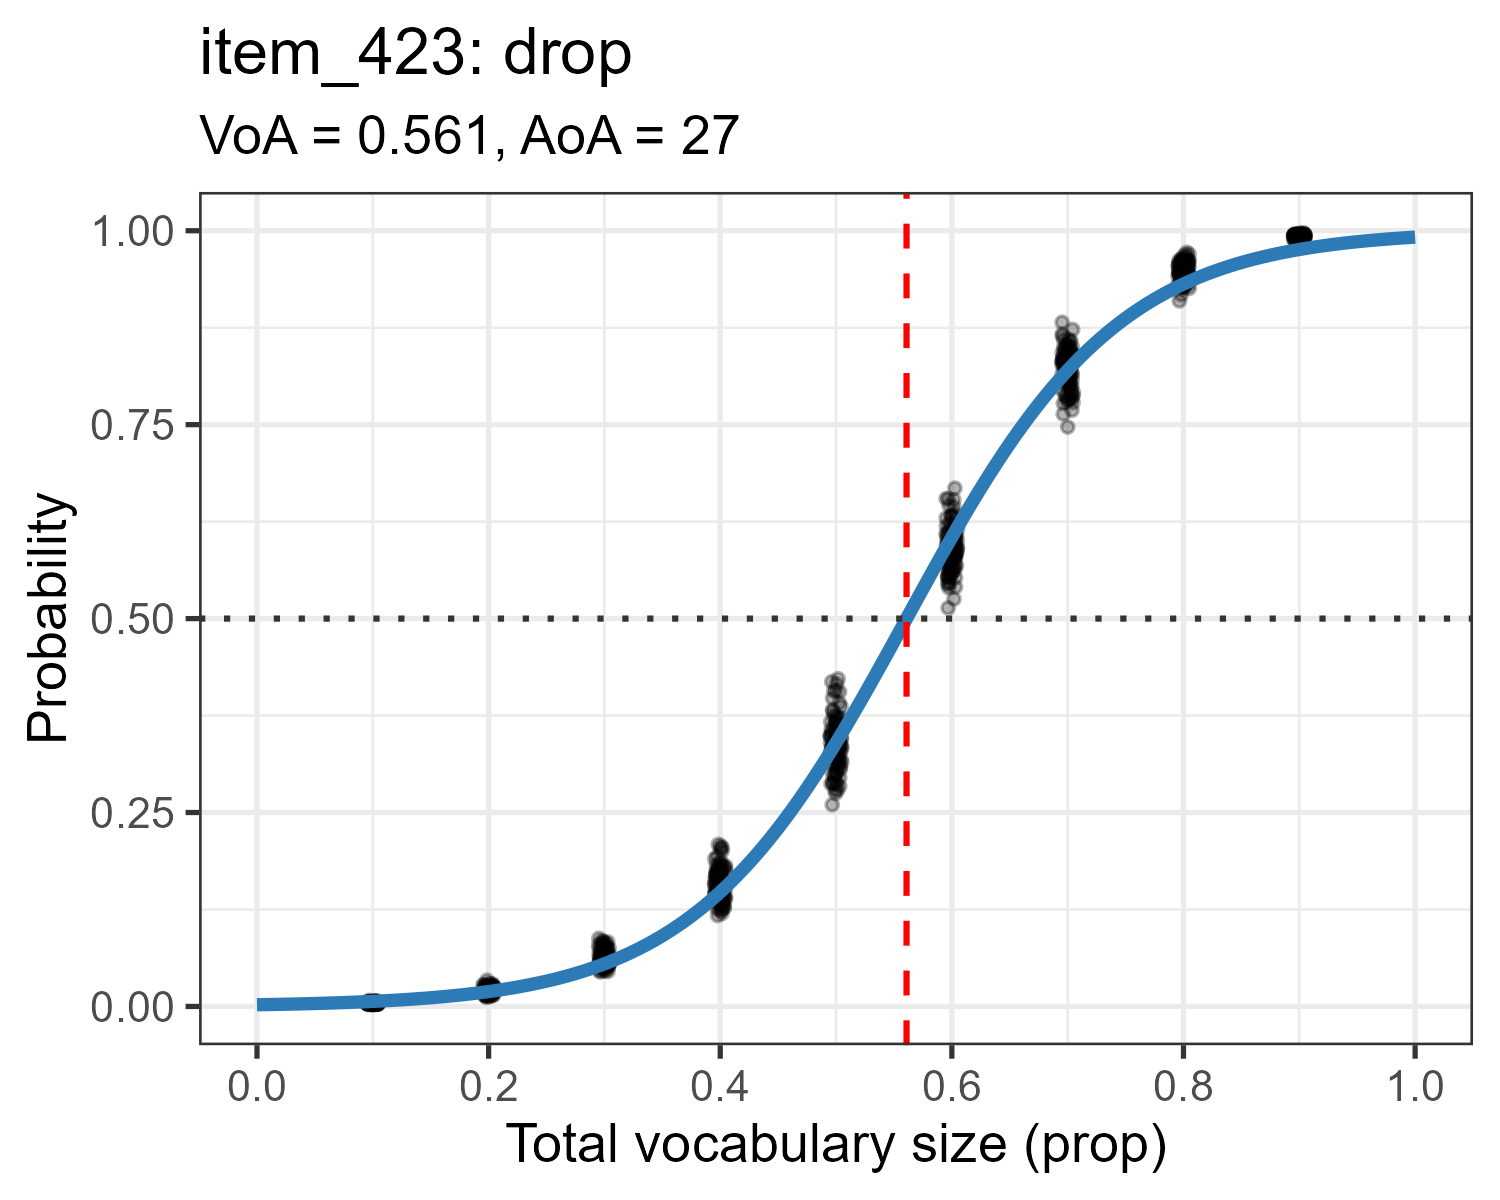 item_423: drop
VoA = 0.561, AoA = 27
1.00
0.75
0.50
0.25
0.00
Probability
0.0 0.2 0.4 0.6 0.8 1.0
Total vocabulary size (prop)